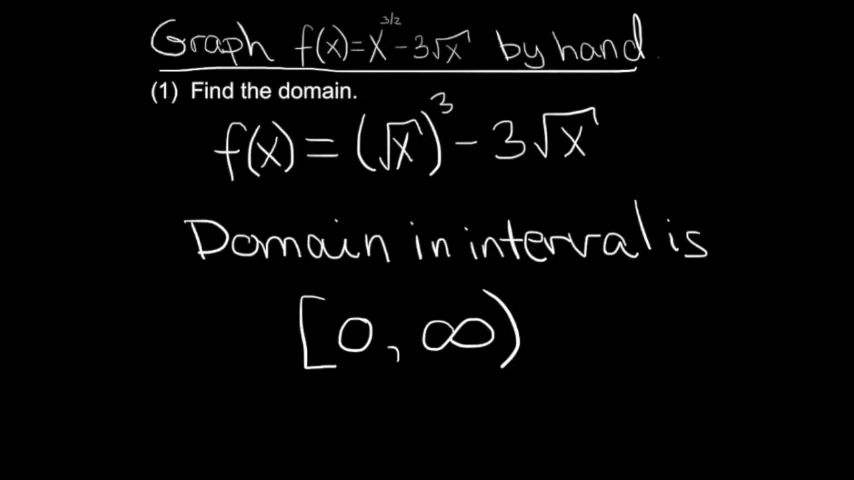 Graph f(x)=x^3/2 -3√x by hand.
(1) Find the domain.
f(x) = (√x)^3 - 3√x
Domain in interval is
[0, ∞)